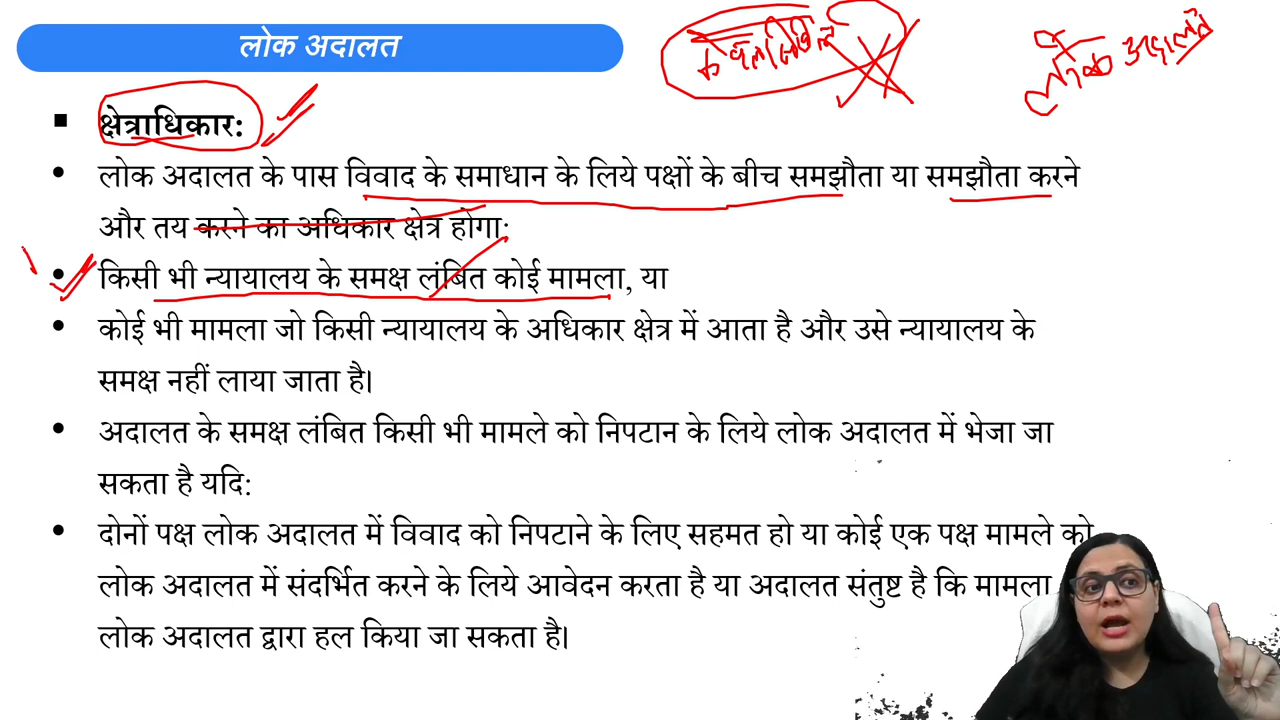 लोक अदालत
लोक अदालतें
क्षेत्राधिकार:
लोक अदालत के पास विवाद के समाधान के लिये पक्षों के बीच समझौता या समझौता करने
और तय करने का अधिकार क्षेत्र होगा:
किसी भी न्यायालय के समक्ष लंबित कोई मामला, या
कोई भी मामला जो किसी न्यायालय के अधिकार क्षेत्र में आता है और उसे न्यायालय के
समक्ष नहीं लाया जाता है।
अदालत के समक्ष लंबित किसी भी मामले को निपटान के लिये लोक अदालत में भेजा जा
सकता है यदि:
दोनों पक्ष लोक अदालत में विवाद को निपटाने के लिए सहमत हो या कोई एक पक्ष मामले को
लोक अदालत में संदर्भित करने के लिये आवेदन करता है या अदालत संतुष्ट है कि मामला
लोक अदालत द्वारा हल किया जा सकता है।